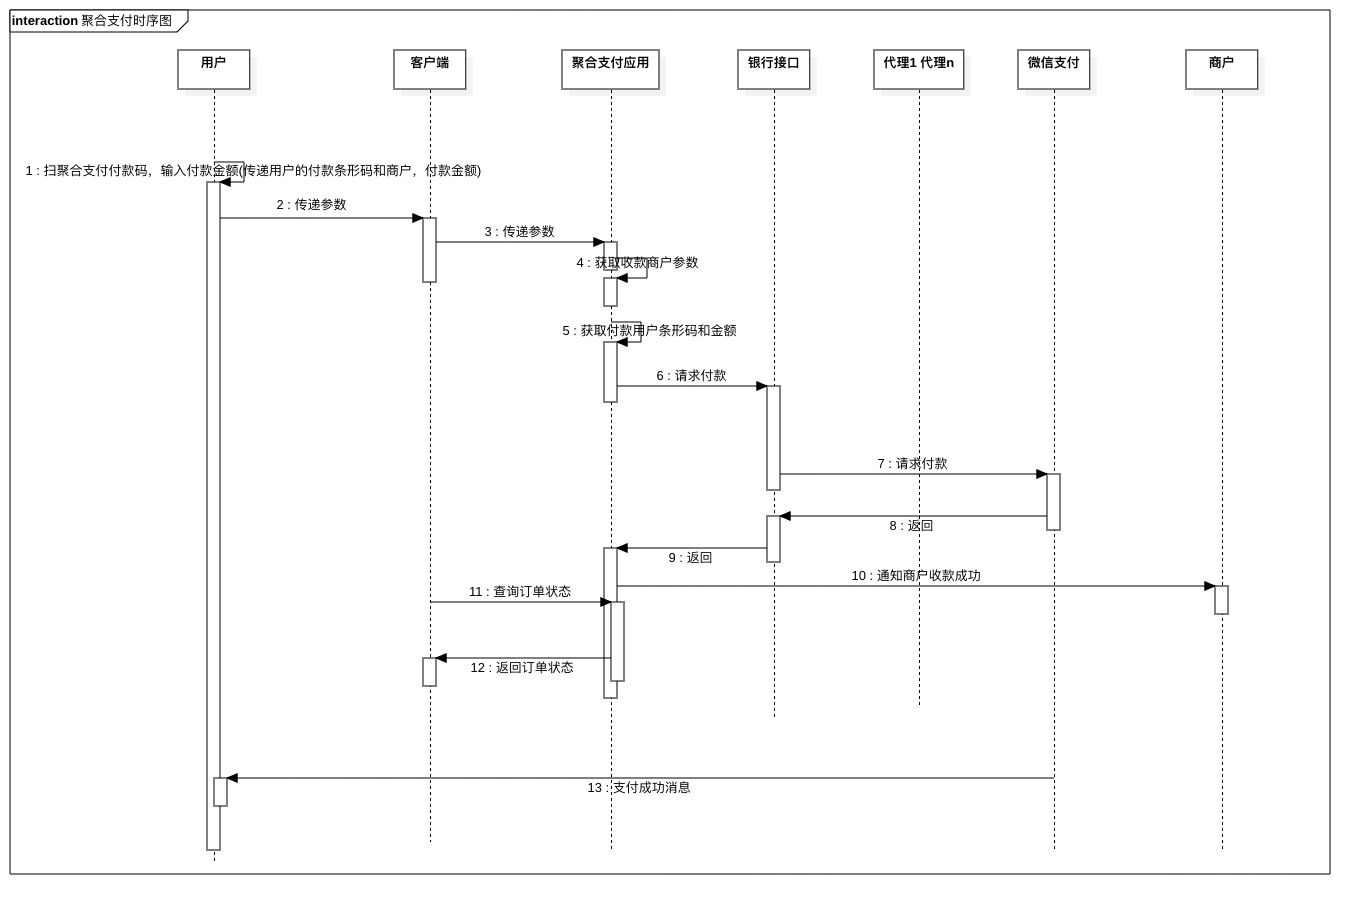 interaction 聚合支付时序图
用户
客户端
聚合支付应用
银行接口
代理1 代理n
微信支付
商户
1 : 扫聚合支付付款码，输入付款金额(传递用户的付款条形码和商户，付款金额)
2 : 传递参数
3 : 传递参数
4 : 获取收款商户参数
5 : 获取付款用户条形码和金额
6 : 请求付款
7 : 请求付款
8 : 返回
9 : 返回
10 : 通知商户收款成功
11 : 查询订单状态
12 : 返回订单状态
13 : 支付成功消息